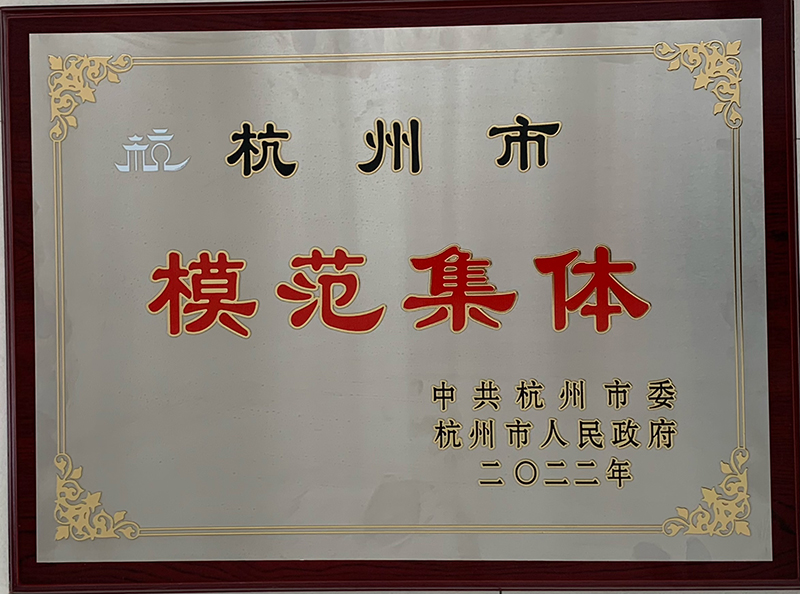 杭州市
模范集体
中共杭州市委
杭州市人民政府
二〇二二年